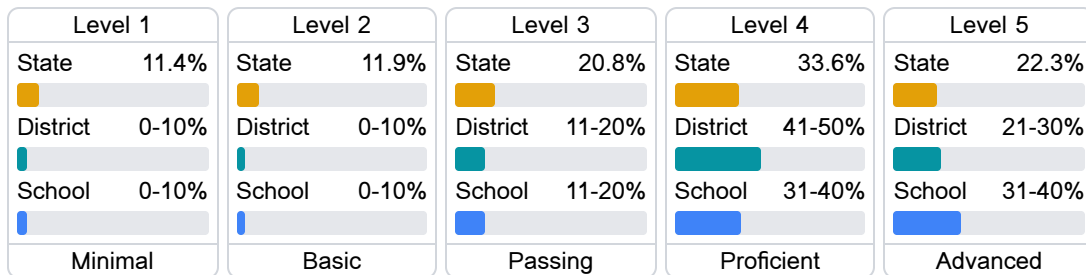 Level 1
State 11.4%
District 0-10%
School 0-10%
Minimal
Level 2
State 11.9%
District 0-10%
School 0-10%
Basic
Level 3
State 20.8%
District 11-20%
School 11-20%
Passing
Level 4
State 33.6%
District 41-50%
School 31-40%
Proficient
Level 5
State 22.3%
District 21-30%
School 31-40%
Advanced